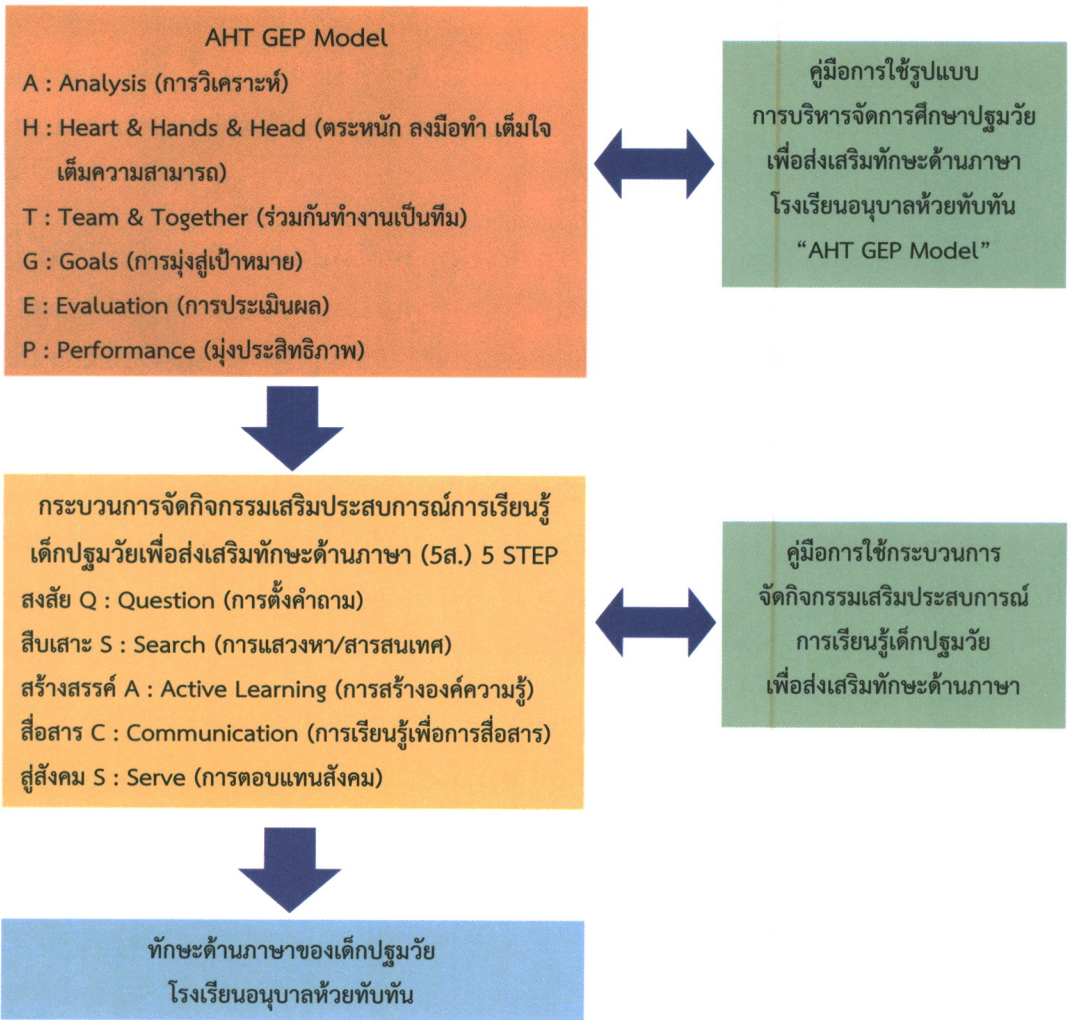 AHT GEP Model
A : Analysis (การวิเคราะห์)
H : Heart & Hands & Head (ตระหนัก ลงมือทำ เต็มใจ
เต็มความสามารถ)
T : Team & Together (ร่วมกันทำงานเป็นทีม)
G : Goals (การมุ่งสู่เป้าหมาย)
E : Evaluation (การประเมินผล)
P : Performance (มุ่งประสิทธิภาพ)
คู่มือการใช้รูปแบบ
การบริหารจัดการศึกษาปฐมวัย
เพื่อส่งเสริมทักษะด้านภาษา
โรงเรียนอนุบาลห้วยทับทัน
“AHT GEP Model”
กระบวนการจัดกิจกรรมเสริมประสบการณ์การเรียนรู้
เด็กปฐมวัยเพื่อส่งเสริมทักษะด้านภาษา (5ส.) 5 STEP
สงสัย Q : Question (การตั้งคำถาม)
สืบเสาะ S : Search (การแสวงหา/สารสนเทศ)
สร้างสรรค์ A : Active Learning (การสร้างองค์ความรู้)
สื่อสาร C : Communication (การเรียนรู้เพื่อการสื่อสาร)
สู่สังคม S : Serve (การตอบแทนสังคม)
คู่มือการใช้กระบวนการ
จัดกิจกรรมเสริมประสบการณ์
การเรียนรู้เด็กปฐมวัย
เพื่อส่งเสริมทักษะด้านภาษา
ทักษะด้านภาษาของเด็กปฐมวัย
โรงเรียนอนุบาลห้วยทับทัน